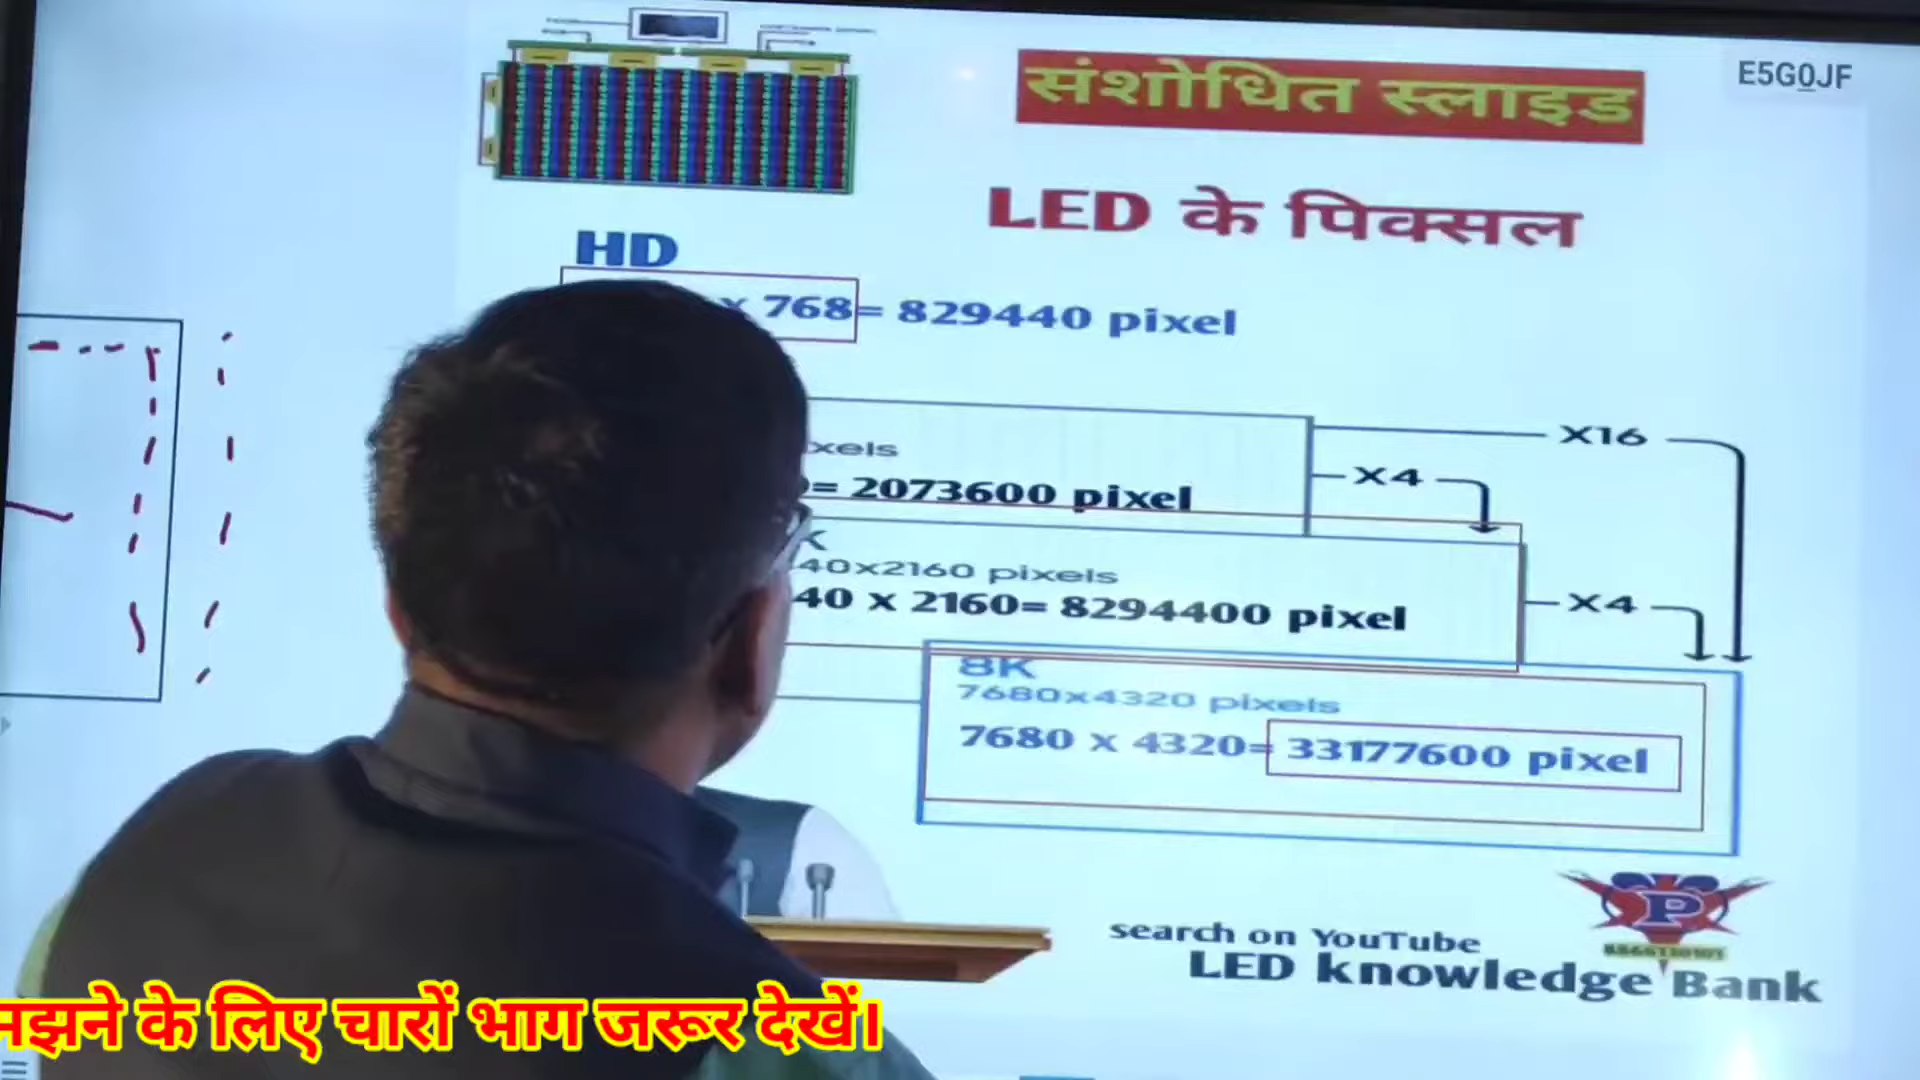 E5G0JF
संशोधित स्लाइड
LED के पिक्सल
HD
x 768= 829440 pixel
X16
X4
xels
= 2073600 pixel
K
40x2160 pixels
40 x 2160= 8294400 pixel
X4
8K
7680x4320 pixels
7680 x 4320= 33177600 pixel
P
search on YouTube
LED knowledge Bank
मझने के लिए चारों भाग जरूर देखें।